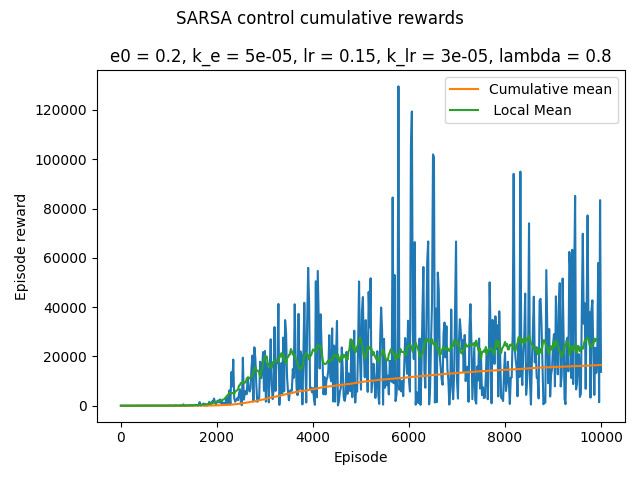 SARSA control cumulative rewards
e0 = 0.2, k_e = 5e-05, lr = 0.15, k_lr = 3e-05, lambda = 0.8
Cumulative mean
Local Mean
120000
100000
80000
60000
40000
20000
0
Episode reward
0 2000 4000 6000 8000 10000
Episode